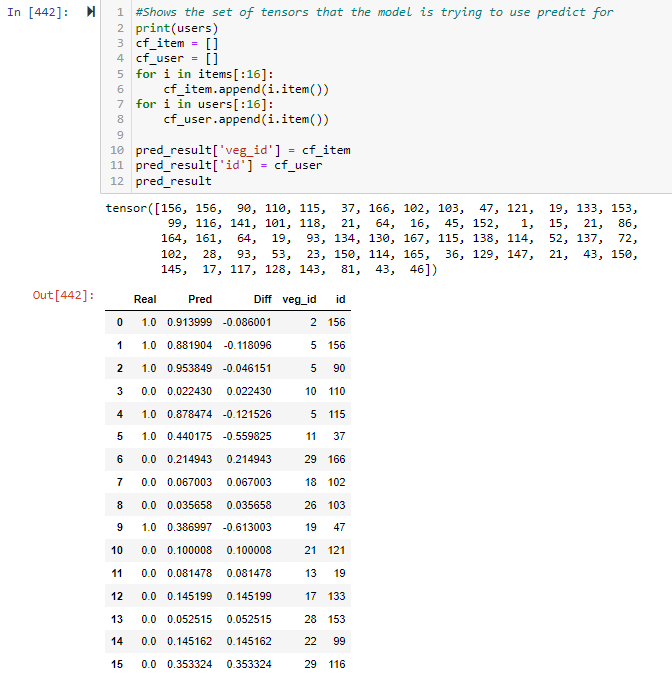 In [442]:
1 #Shows the set of tensors that the model is trying to use predict for
2 print(users)
3 cf_item = []
4 cf_user = []
5 for i in items[:16]:
6     cf_item.append(i.item())
7 for i in users[:16]:
8     cf_user.append(i.item())
9
10 pred_result['veg_id'] = cf_item
11 pred_result['id'] = cf_user
12 pred_result
tensor([156, 156,  90, 110, 115,  37, 166, 102, 103,  47, 121,  19, 133, 153,
         99, 116, 141, 101, 118,  21,  64,  16,  45, 152,   1,  15,  21,  86,
        164, 161,  64,  19,  93, 134, 130, 167, 115, 138, 114,  52, 137,  72,
        102,  28,  93,  53,  23, 150, 114, 165,  36, 129, 147,  21,  43, 150,
        145,  17, 117, 128, 143,  81,  43,  46])
Out[442]:
Real Pred Diff veg_id id
0 1.0 0.913999 -0.086001 2 156
1 1.0 0.881904 -0.118096 5 156
2 1.0 0.953849 -0.046151 5 90
3 0.0 0.022430 0.022430 10 110
4 1.0 0.878474 -0.121526 5 115
5 1.0 0.440175 -0.559825 11 37
6 0.0 0.214943 0.214943 29 166
7 0.0 0.067003 0.067003 18 102
8 0.0 0.035658 0.035658 26 103
9 1.0 0.386997 -0.613003 19 47
10 0.0 0.100008 0.100008 21 121
11 0.0 0.081478 0.081478 13 19
12 0.0 0.145199 0.145199 17 133
13 0.0 0.052515 0.052515 28 153
14 0.0 0.145162 0.145162 22 99
15 0.0 0.353324 0.353324 29 116